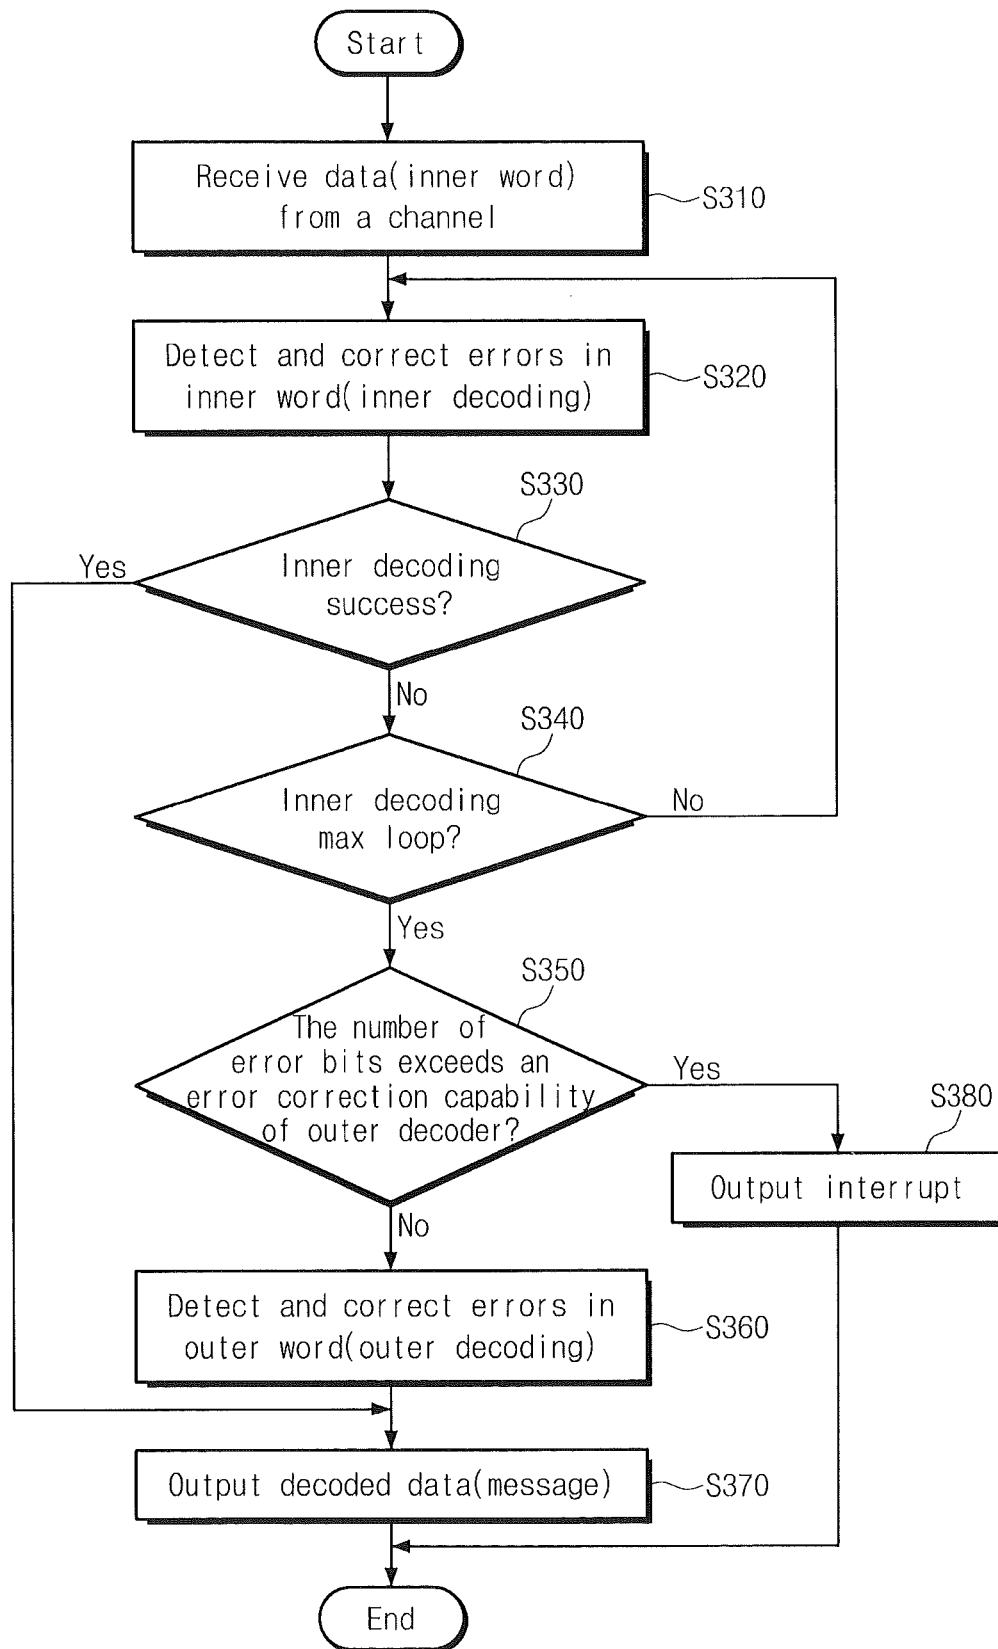 Start
Receive data(inner word)
from a channel
S310
Detect and correct errors in
inner word(inner decoding)
S320
S330
Yes
Inner decoding
success?
No
S340
Inner decoding
max loop?
No
Yes
S350
The number of
error bits exceeds an
error correction capability
of outer decoder?
Yes
S380
Output interrupt
No
Detect and correct errors in
outer word(outer decoding)
S360
Output decoded data(message)
S370
End